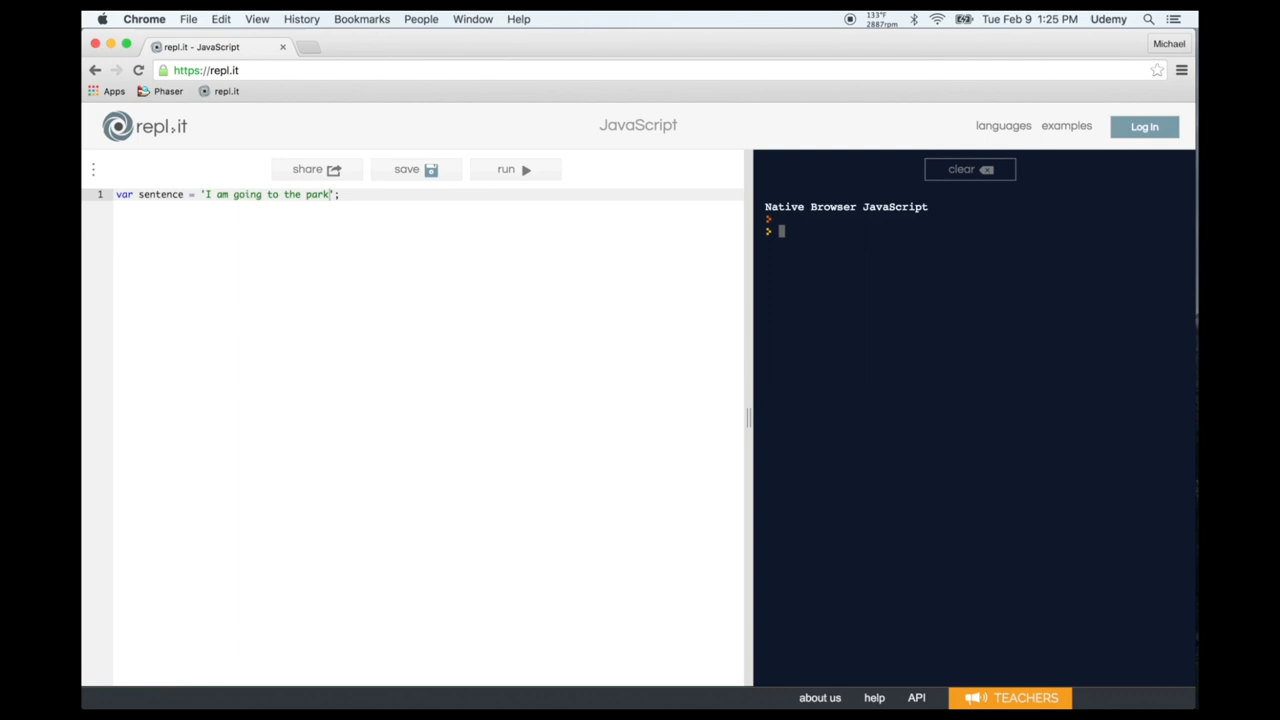 Chrome File Edit View History Bookmarks People Window Help 133°F 2887rpm Tue Feb 9 1:25 PM Udemy
repl.it - JavaScript Michael
https://repl.it
Apps Phaser repl.it
repl.it JavaScript languages examples Log In
share save run clear
1 var sentence = 'I am going to the park';
Native Browser JavaScript
about us help API TEACHERS